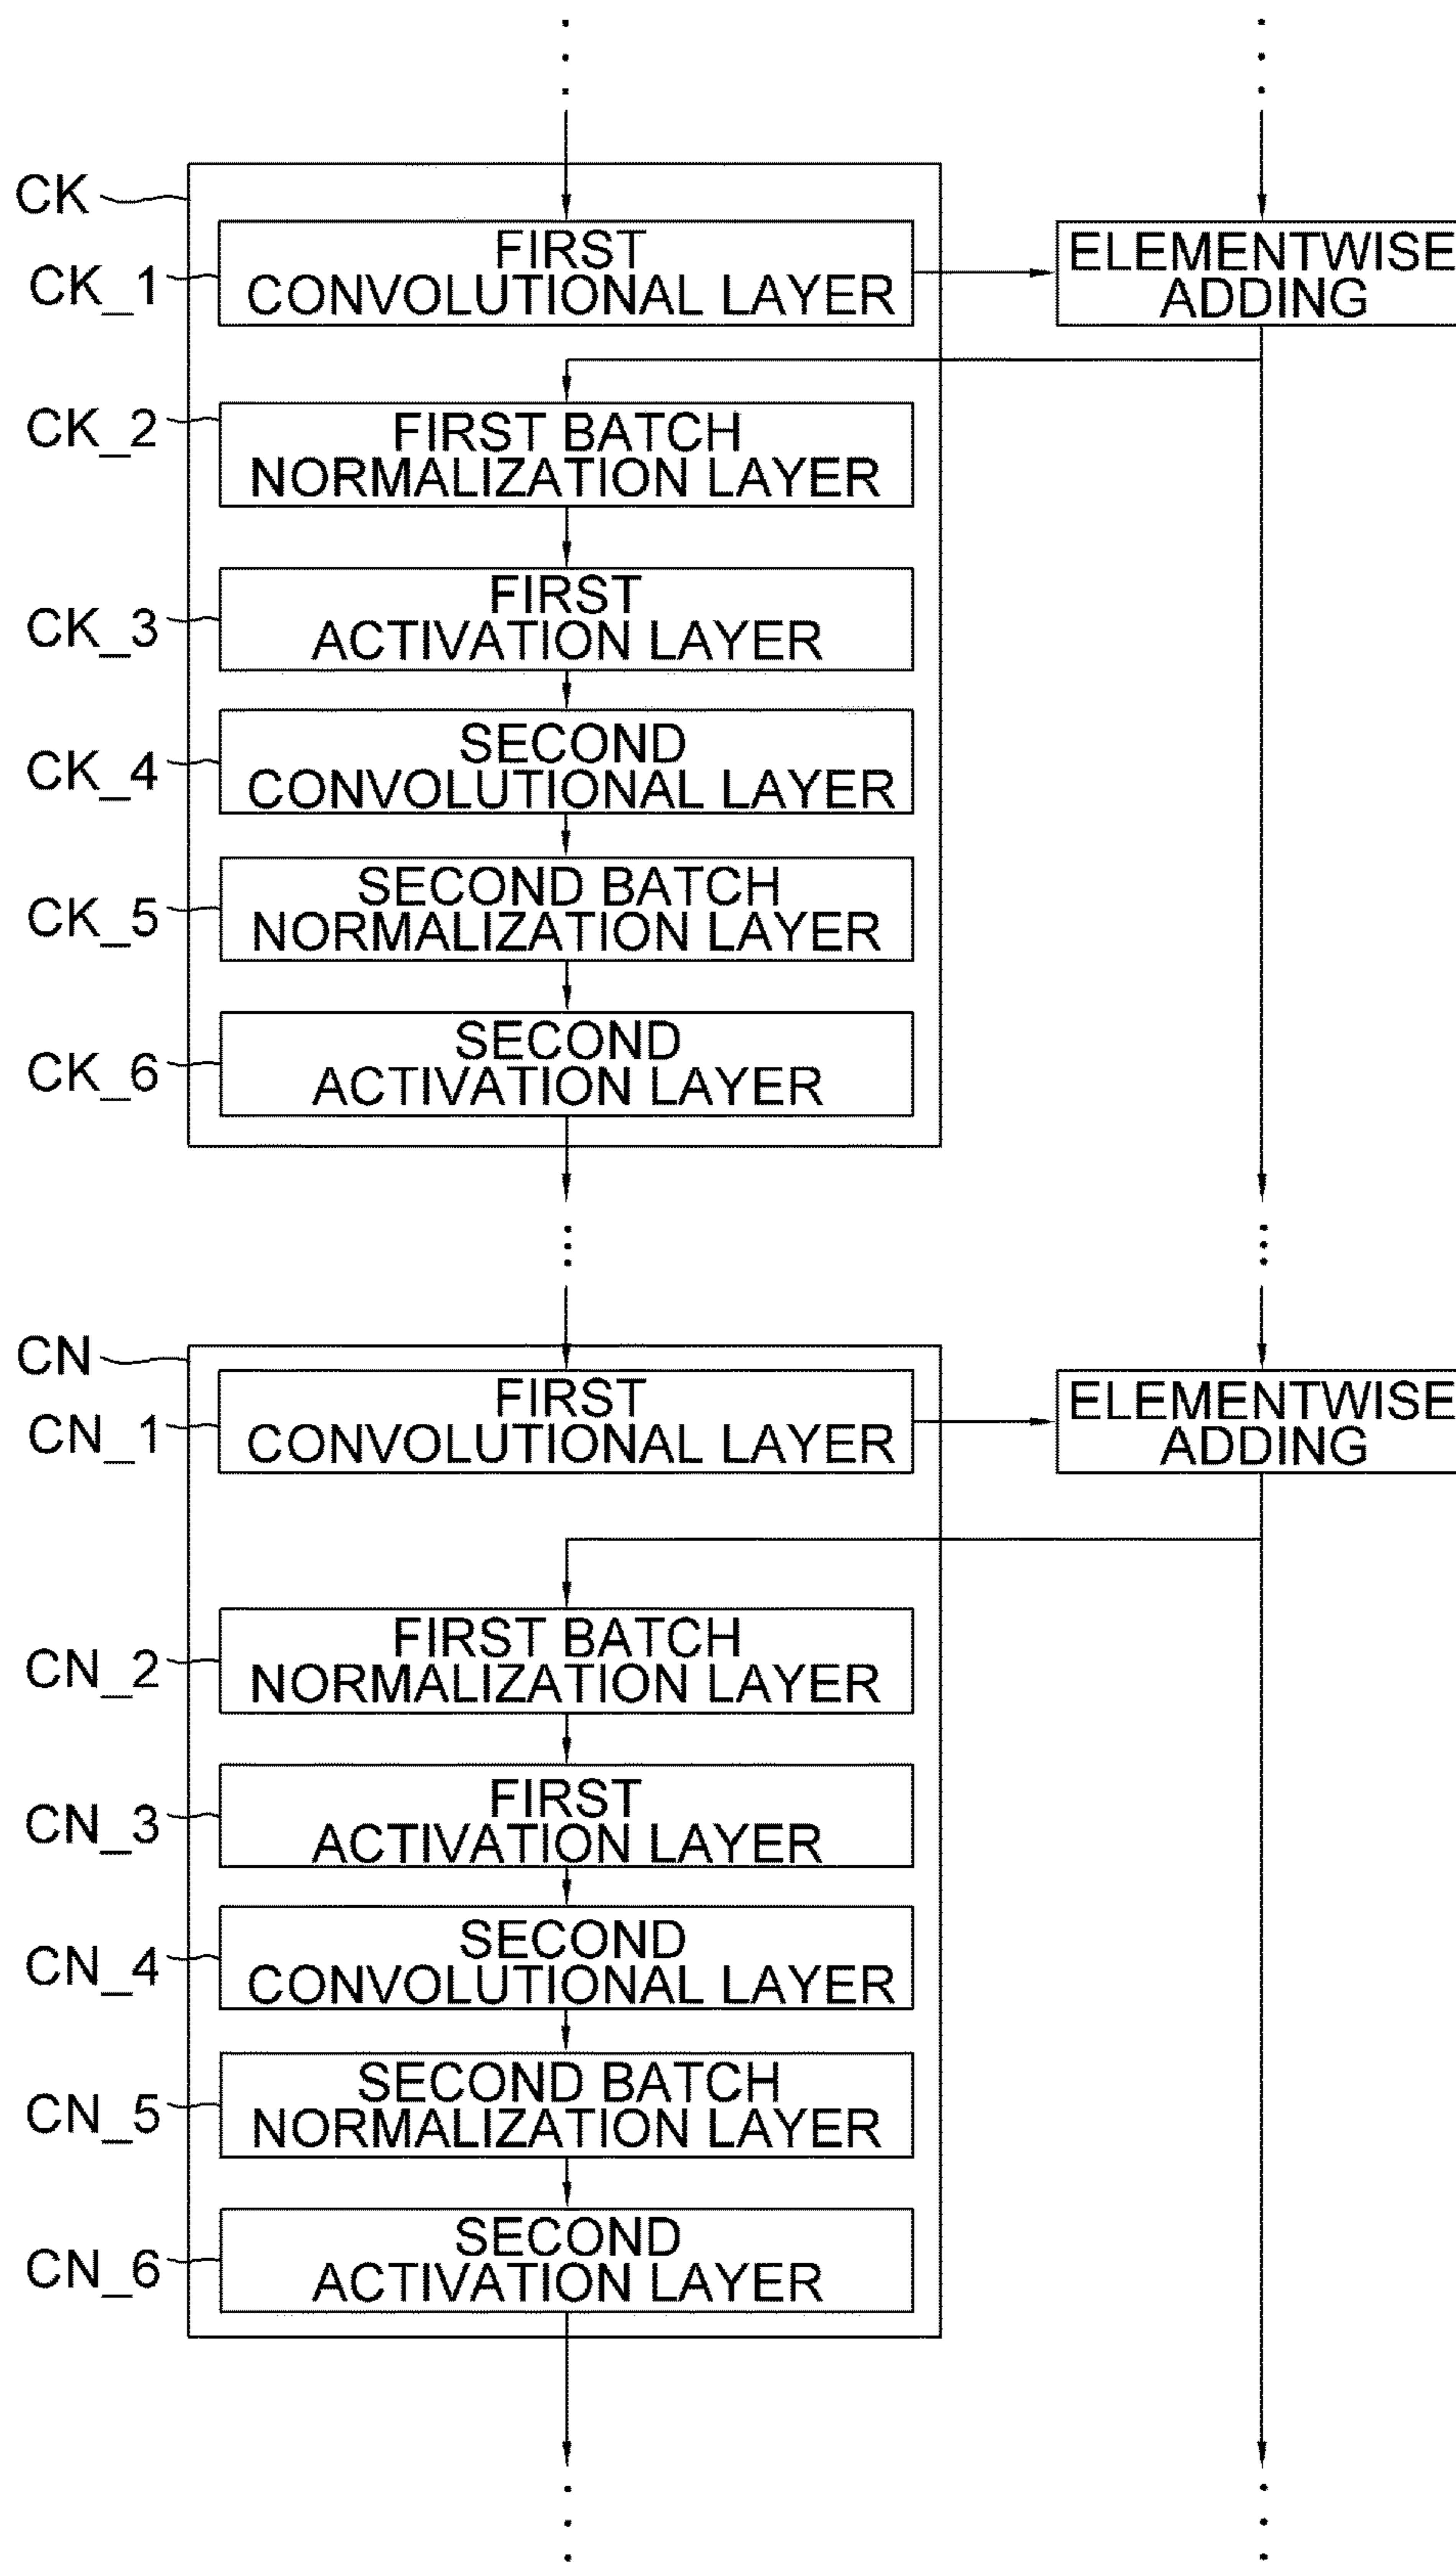 CK
CK_1
FIRST
CONVOLUTIONAL LAYER
ELEMENTWISE
ADDING
CK_2
FIRST BATCH
NORMALIZATION LAYER
CK_3
FIRST
ACTIVATION LAYER
CK_4
SECOND
CONVOLUTIONAL LAYER
CK_5
SECOND BATCH
NORMALIZATION LAYER
CK_6
SECOND
ACTIVATION LAYER
CN
CN_1
FIRST
CONVOLUTIONAL LAYER
ELEMENTWISE
ADDING
CN_2
FIRST BATCH
NORMALIZATION LAYER
CN_3
FIRST
ACTIVATION LAYER
CN_4
SECOND
CONVOLUTIONAL LAYER
CN_5
SECOND BATCH
NORMALIZATION LAYER
CN_6
SECOND
ACTIVATION LAYER